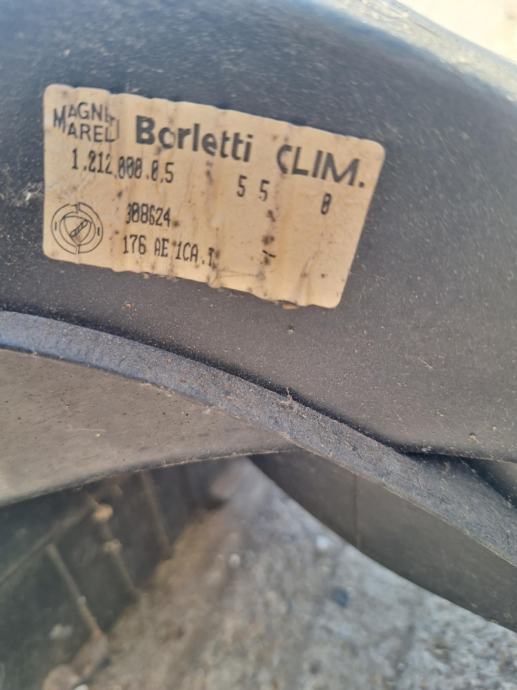 MAGNETI
MARELLI Borletti CLIM.
1.212.000.0.5 5 5 0
308624
176 AE 1CA.T -